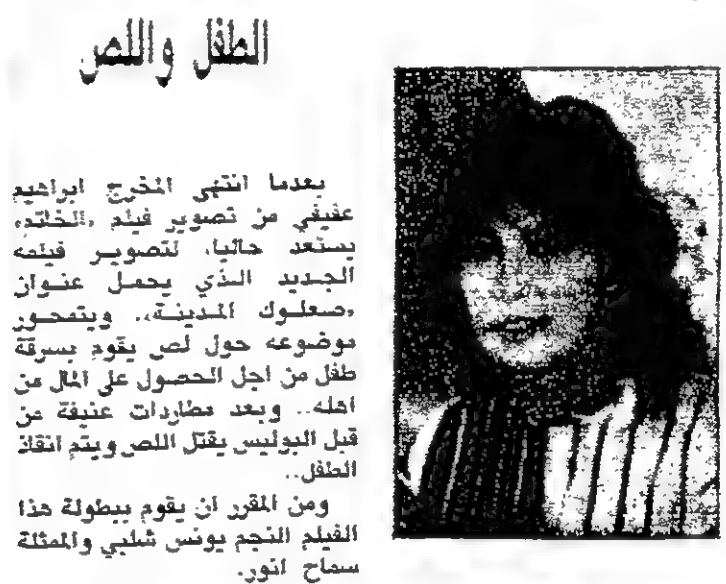 الطفل واللص
بعدما انتهى المخرج ابراهيم
عفيفي من تصوير فيلم «الخاتم»
يستعد حاليا، لتصوير فيلمه
الجديد الذي يحمل عنوان
«صعلوك المدينة».. ويتمحور
موضوعه حول لص يقوم بسرقة
طفل من اجل الحصول على المال من
اهله.. وبعد مطاردات عنيفة من
قبل البوليس يقتل اللص ويتم انقاذ
الطفل..
ومن المقرر ان يقوم ببطولة هذا
الفيلم النجم يونس شلبي والممثلة
سماح انور.